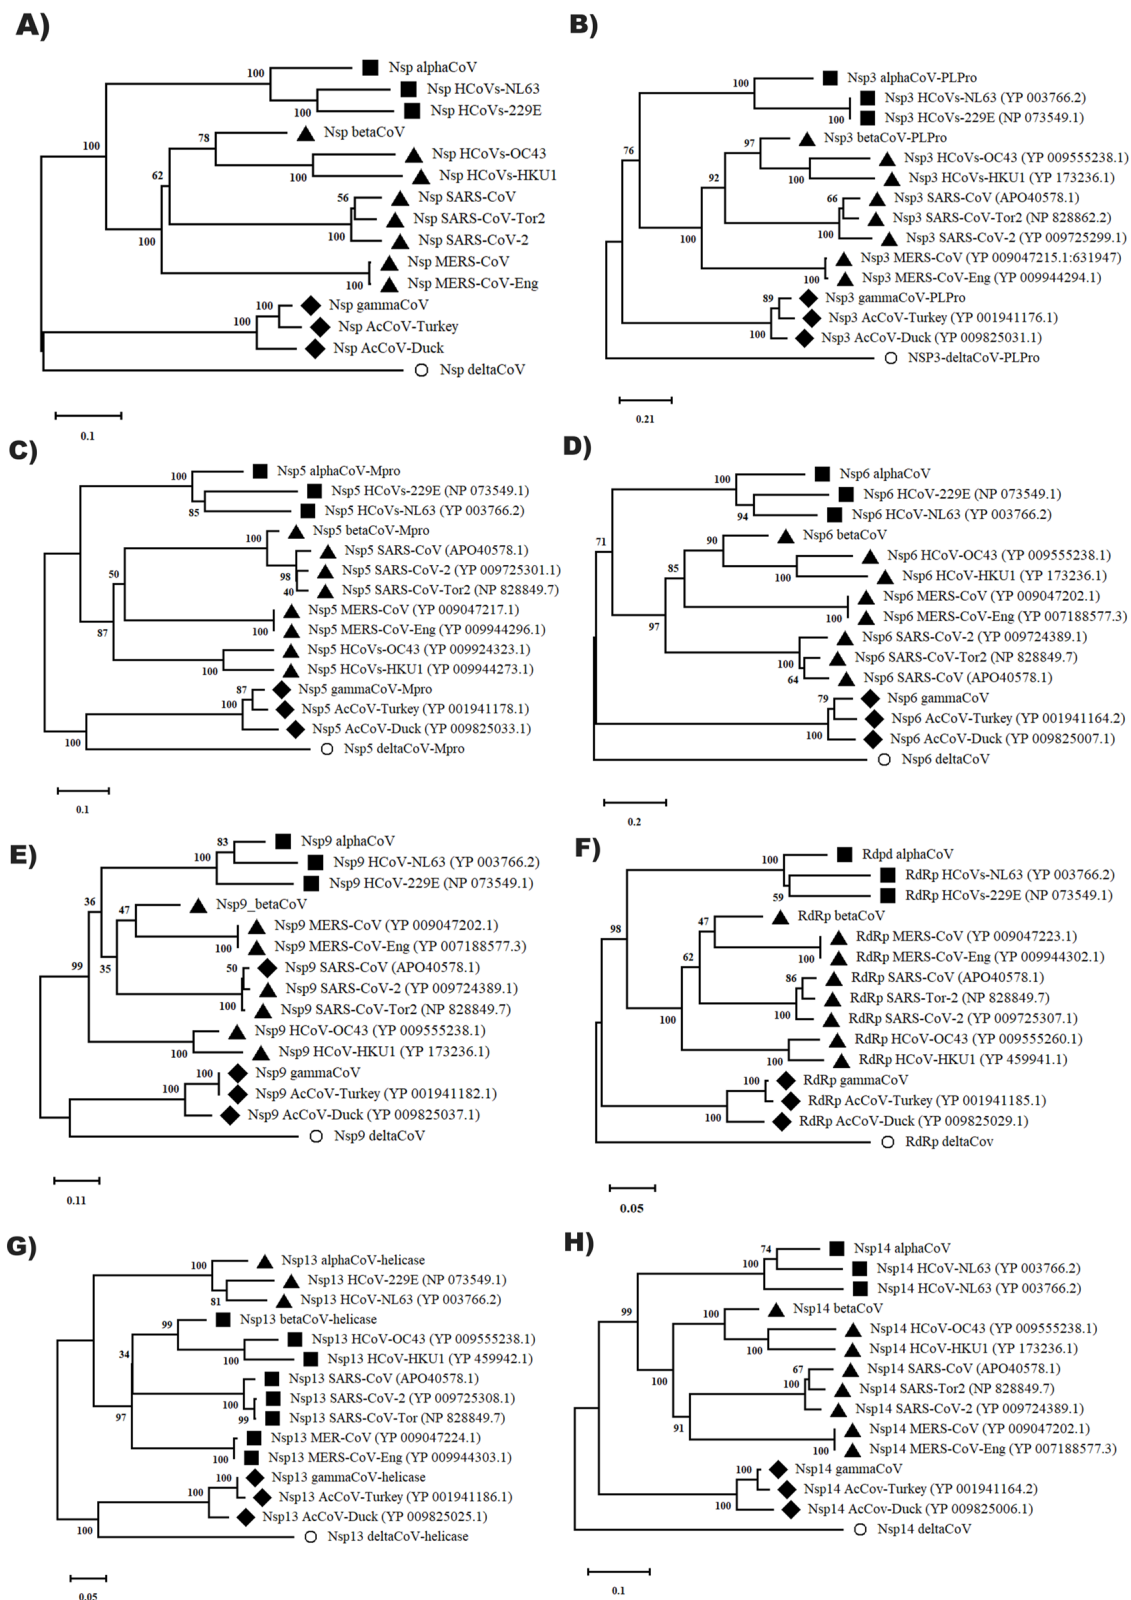 A)
100
Nsp alphaCoV
Nsp HCoVs-NL63
100
Nsp HCoVs-229E
100
78
Nsp betaCoV
Nsp HCoVs-OC43
100
Nsp HCoVs-HKU1
62
56
Nsp SARS-CoV
Nsp SARS-CoV-Tor2
100
Nsp SARS-CoV-2
100
Nsp MERS-CoV
100
Nsp MERS-CoV-Eng
100
Nsp gammaCoV
100
Nsp AcCoV-Turkey
Nsp AcCoV-Duck
Nsp deltaCoV
0.1
B)
100
Nsp3 alphaCoV-PLPro
Nsp3 HCoVs-NL63 (YP 003766.2)
100
Nsp3 HCoVs-229E (NP 073549.1)
76
97
Nsp3 betaCoV-PLPro
Nsp3 HCoVs-OC43 (YP 009555238.1)
100
Nsp3 HCoVs-HKU1 (YP 173236.1)
92
66
Nsp3 SARS-CoV (APO40578.1)
Nsp3 SARS-CoV-Tor2 (NP 828862.2)
100
Nsp3 SARS-CoV-2 (YP 009725299.1)
100
Nsp3 MERS-CoV (YP 009047215.1:631947)
100
Nsp3 MERS-CoV-Eng (YP 009944294.1)
89
Nsp3 gammaCoV-PLPro
Nsp3 AcCoV-Turkey (YP 001941176.1)
100
Nsp3 AcCoV-Duck (YP 009825031.1)
NSP3-deltaCoV-PLPro
0.21
C)
100
Nsp5 alphaCoV-Mpro
Nsp5 HCoVs-229E (NP 073549.1)
85
Nsp5 HCoVs-NL63 (YP 003766.2)
100
Nsp5 betaCoV-Mpro
Nsp5 SARS-CoV (APO40578.1)
98
Nsp5 SARS-CoV-2 (YP 009725301.1)
40
Nsp5 SARS-CoV-Tor2 (NP 828849.7)
50
Nsp5 MERS-CoV (YP 009047217.1)
100
Nsp5 MERS-CoV-Eng (YP 009944296.1)
87
Nsp5 HCoVs-OC43 (YP 009924323.1)
100
Nsp5 HCoVs-HKU1 (YP 009944273.1)
87
Nsp5 gammaCoV-Mpro
100
Nsp5 AcCoV-Turkey (YP 001941178.1)
Nsp5 AcCoV-Duck (YP 009825033.1)
100
Nsp5 deltaCoV-Mpro
0.1
D)
100
Nsp6 alphaCoV
Nsp6 HCoV-229E (NP 073549.1)
94
Nsp6 HCoV-NL63 (YP 003766.2)
71
90
Nsp6 betaCoV
Nsp6 HCoV-OC43 (YP 009555238.1)
100
Nsp6 HCoV-HKU1 (YP 173236.1)
85
Nsp6 MERS-CoV (YP 009047202.1)
100
Nsp6 MERS-CoV-Eng (YP 007188577.3)
97
Nsp6 SARS-CoV-2 (YP 009724389.1)
100
Nsp6 SARS-CoV-Tor2 (NP 828849.7)
64
Nsp6 SARS-CoV (APO40578.1)
79
Nsp6 gammaCoV
Nsp6 AcCoV-Turkey (YP 001941164.2)
100
Nsp6 AcCoV-Duck (YP 009825007.1)
Nsp6 deltaCoV
0.2
E)
83
Nsp9 alphaCoV
100
Nsp9 HCoV-NL63 (YP 003766.2)
Nsp9 HCoV-229E (NP 073549.1)
36
47
Nsp9_betaCoV
Nsp9 MERS-CoV (YP 009047202.1)
100
Nsp9 MERS-CoV-Eng (YP 007188577.3)
35
50
Nsp9 SARS-CoV (APO40578.1)
Nsp9 SARS-CoV-2 (YP 009724389.1)
100
Nsp9 SARS-CoV-Tor2 (NP 828849.7)
99
Nsp9 HCoV-OC43 (YP 009555238.1)
100
Nsp9 HCoV-HKU1 (YP 173236.1)
100
Nsp9 gammaCoV
100
Nsp9 AcCoV-Turkey (YP 001941182.1)
Nsp9 AcCoV-Duck (YP 009825037.1)
Nsp9 deltaCoV
0.11
F)
100
Rdpd alphaCoV
RdRp HCoVs-NL63 (YP 003766.2)
59
RdRp HCoVs-229E (NP 073549.1)
98
47
RdRp betaCoV
RdRp MERS-CoV (YP 009047223.1)
100
RdRp MERS-CoV-Eng (YP 009944302.1)
62
86
RdRp SARS-CoV (APO40578.1)
RdRp SARS-Tor-2 (NP 828849.7)
100
RdRp SARS-CoV-2 (YP 009725307.1)
100
RdRp HCoV-OC43 (YP 009555260.1)
100
RdRp HCoV-HKU1 (YP 459941.1)
100
RdRp gammaCoV
RdRp AcCoV-Turkey (YP 001941185.1)
100
RdRp AcCoV-Duck (YP 009825029.1)
RdRp deltaCov
0.05
G)
100
Nsp13 alphaCoV-helicase
Nsp13 HCoV-229E (NP 073549.1)
81
Nsp13 HCoV-NL63 (YP 003766.2)
99
Nsp13 betaCoV-helicase
Nsp13 HCoV-OC43 (YP 009555238.1)
100
Nsp13 HCoV-HKU1 (YP 459942.1)
34
Nsp13 SARS-CoV (APO40578.1)
100
Nsp13 SARS-CoV-2 (YP 009725308.1)
99
Nsp13 SARS-CoV-Tor (NP 828849.7)
97
Nsp13 MER-CoV (YP 009047224.1)
100
Nsp13 MERS-CoV-Eng (YP 009944303.1)
100
Nsp13 gammaCoV-helicase
100
Nsp13 AcCoV-Turkey (YP 001941186.1)
Nsp13 AcCoV-Duck (YP 009825025.1)
100
Nsp13 deltaCoV-helicase
0.05
H)
74
Nsp14 alphaCoV
100
Nsp14 HCoV-NL63 (YP 003766.2)
Nsp14 HCoV-NL63 (YP 003766.2)
99
100
Nsp14 betaCoV
Nsp14 HCoV-OC43 (YP 009555238.1)
100
Nsp14 HCoV-HKU1 (YP 173236.1)
67
Nsp14 SARS-CoV (APO40578.1)
100
100
Nsp14 SARS-Tor2 (NP 828849.7)
Nsp14 SARS-CoV-2 (YP 009724389.1)
91
Nsp14 MERS-CoV (YP 009047202.1)
100
Nsp14 MERS-CoV-Eng (YP 007188577.3)
100
Nsp14 gammaCoV
Nsp14 AcCov-Turkey (YP 001941164.2)
100
Nsp14 AcCov-Duck (YP 009825006.1)
Nsp14 deltaCoV
0.1